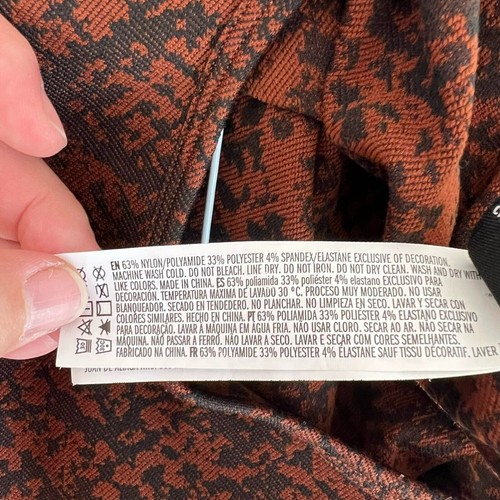 EN 63% NYLON/POLYAMIDE 33% POLYESTER 4% SPANDEX/ELASTANE EXCLUSIVE OF DECORATION.
MACHINE WASH COLD. DO NOT BLEACH. LINE DRY. DO NOT IRON. DO NOT DRY CLEAN. WASH AND DRY WITH
LIKE COLORS. MADE IN CHINA. ES 63% poliamida 33% poliéster 4% elastano EXCLUSIVO PARA
DECORACIÓN. TEMPERATURA MÁXIMA DE LAVADO 30 °C. PROCESO MUY MODERADO. NO USAR
BLANQUEADOR. SECADO EN TENDEDERO. NO PLANCHAR. NO LIMPIEZA EN SECO. LAVAR Y SECAR CON
COLORES SIMILARES. HECHO EN CHINA. PT 63% POLIAMIDA 33% POLIÉSTER 4% ELASTANO EXCLUSIVO
PARA DECORAÇÃO. LAVAR À MÁQUINA EM ÁGUA FRIA. NÃO USAR CLORO. SECAR AO AR. NÃO SECAR NA
MÁQUINA. NÃO PASSAR A FERRO. NÃO LAVAR A SECO. LAVAR E SECAR COM CORES SEMELHANTES.
FABRICADO NA CHINA. FR 63% POLYAMIDE 33% POLYESTER 4% ÉLASTANE SAUF TISSU DÉCORATIF. LAVER